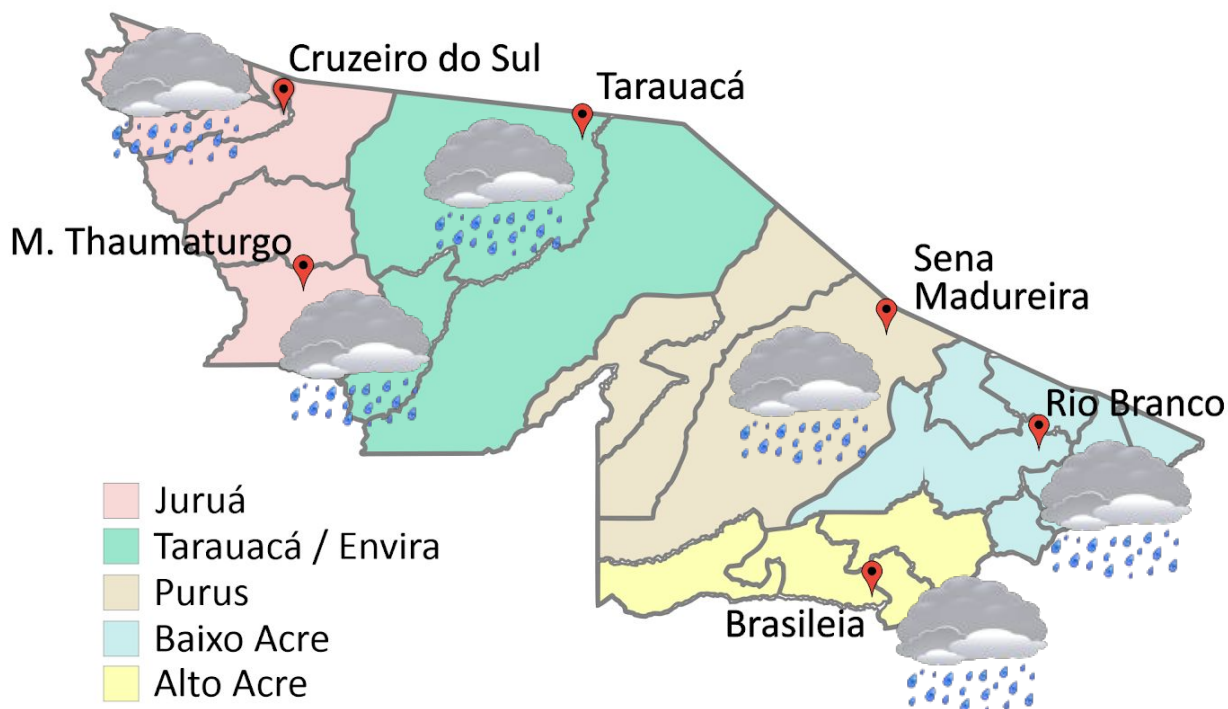 Cruzeiro do Sul
Tarauacá
M. Thaumaturgo
Sena
Madureira
Rio Branco
Brasileia
Juruá
Tarauacá / Envira
Purus
Baixo Acre
Alto Acre